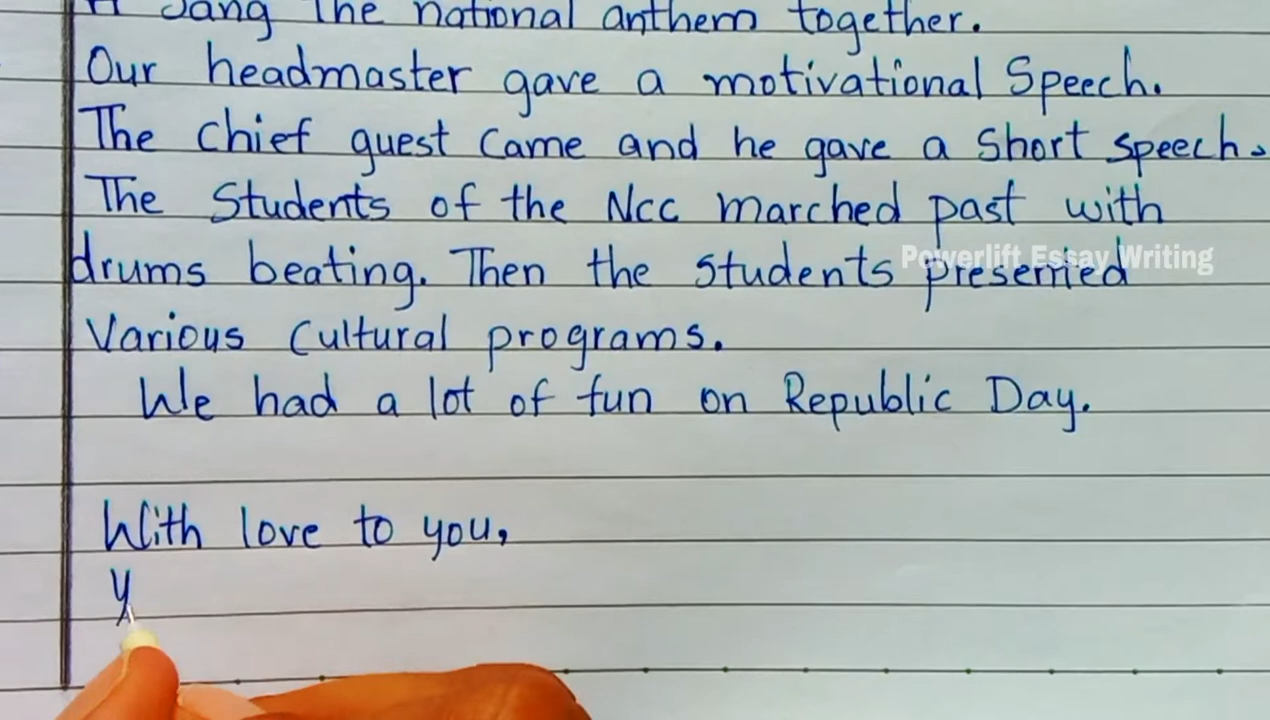 Sang the national anthem together.
Our headmaster gave a motivational Speech.
The Chief guest Came and he gave a Short speech.
The Students of the Ncc marched past with
drums beating. Then the students presented
Powerlift Essay Writing
Various Cultural programs.
We had a lot of fun on Republic Day.
With love to you,
Y